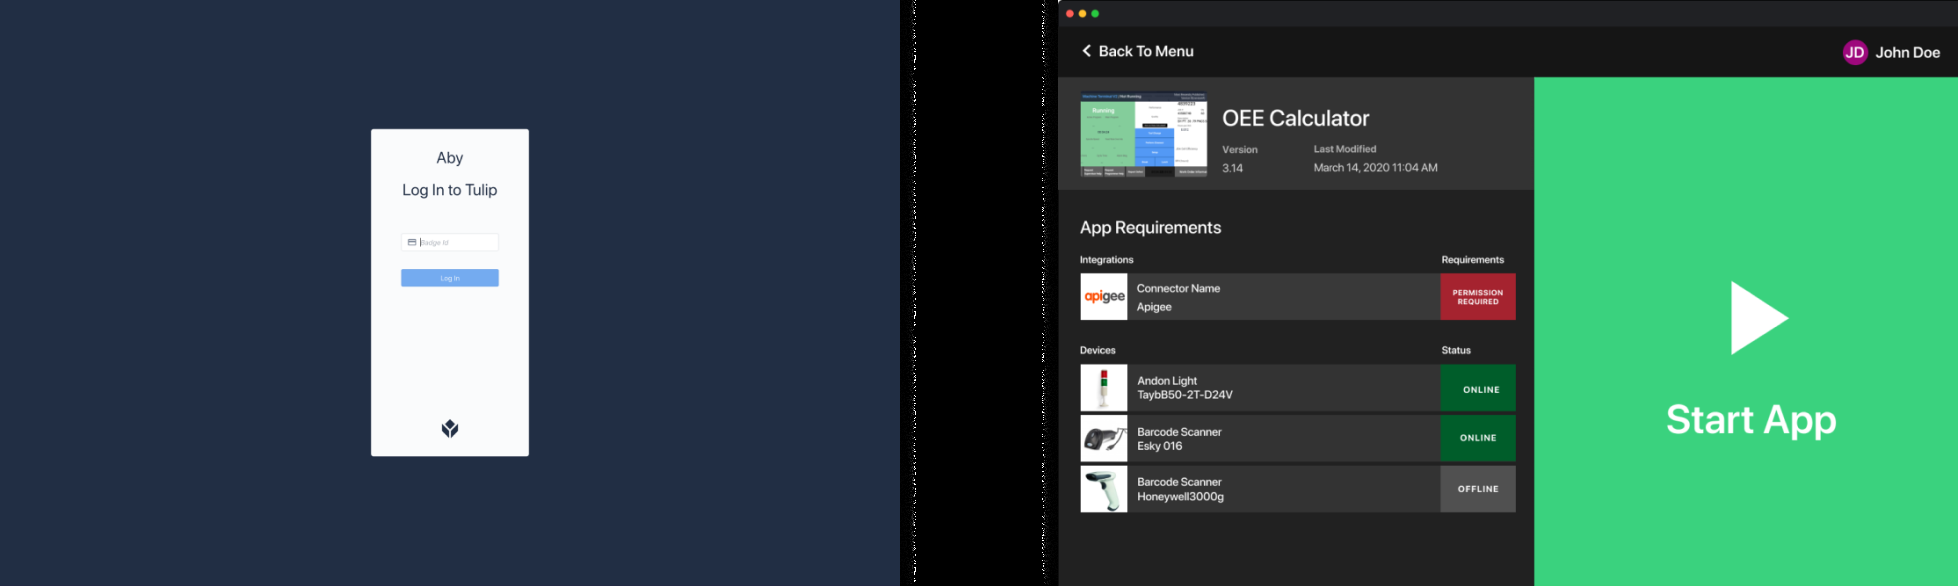 Aby
Log In to Tulip
Badge Id
Log In
Back To Menu
JD John Doe
Running
OEE Calculator
Version
3.14
Last Modified
March 14, 2020 11:04 AM
App Requirements
Integrations
Requirements
apigee
Connector Name
Apigee
PERMISSION
REQUIRED
Devices
Status
Andon Light
TaybB50-2T-D24V
ONLINE
Barcode Scanner
Esky 016
ONLINE
Barcode Scanner
Honeywell3000g
OFFLINE
Start App